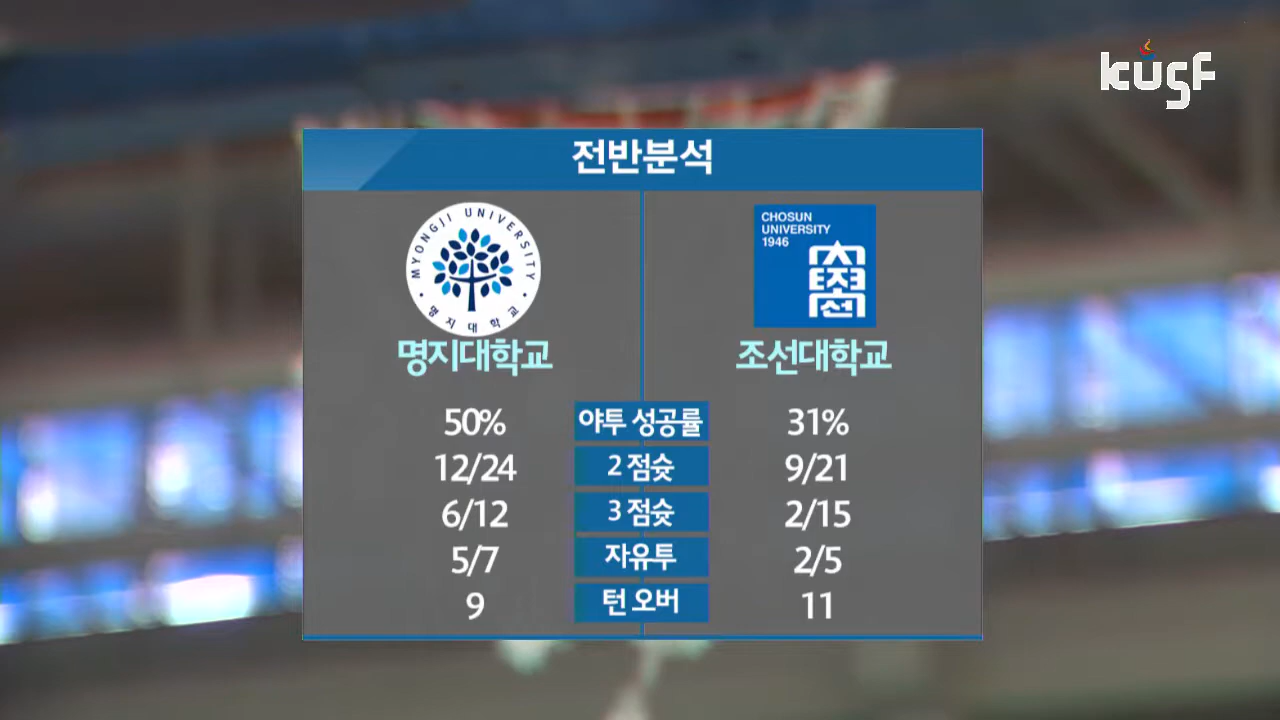 kusf
전반분석
MYONGJI UNIVERSITY
명지대학교
CHOSUN
UNIVERSITY
1946
조선대학교
명지대학교
조선대학교
50% 야투 성공률 31%
12/24 2 점슛 9/21
6/12 3 점슛 2/15
5/7 자유투 2/5
9 턴 오버 11